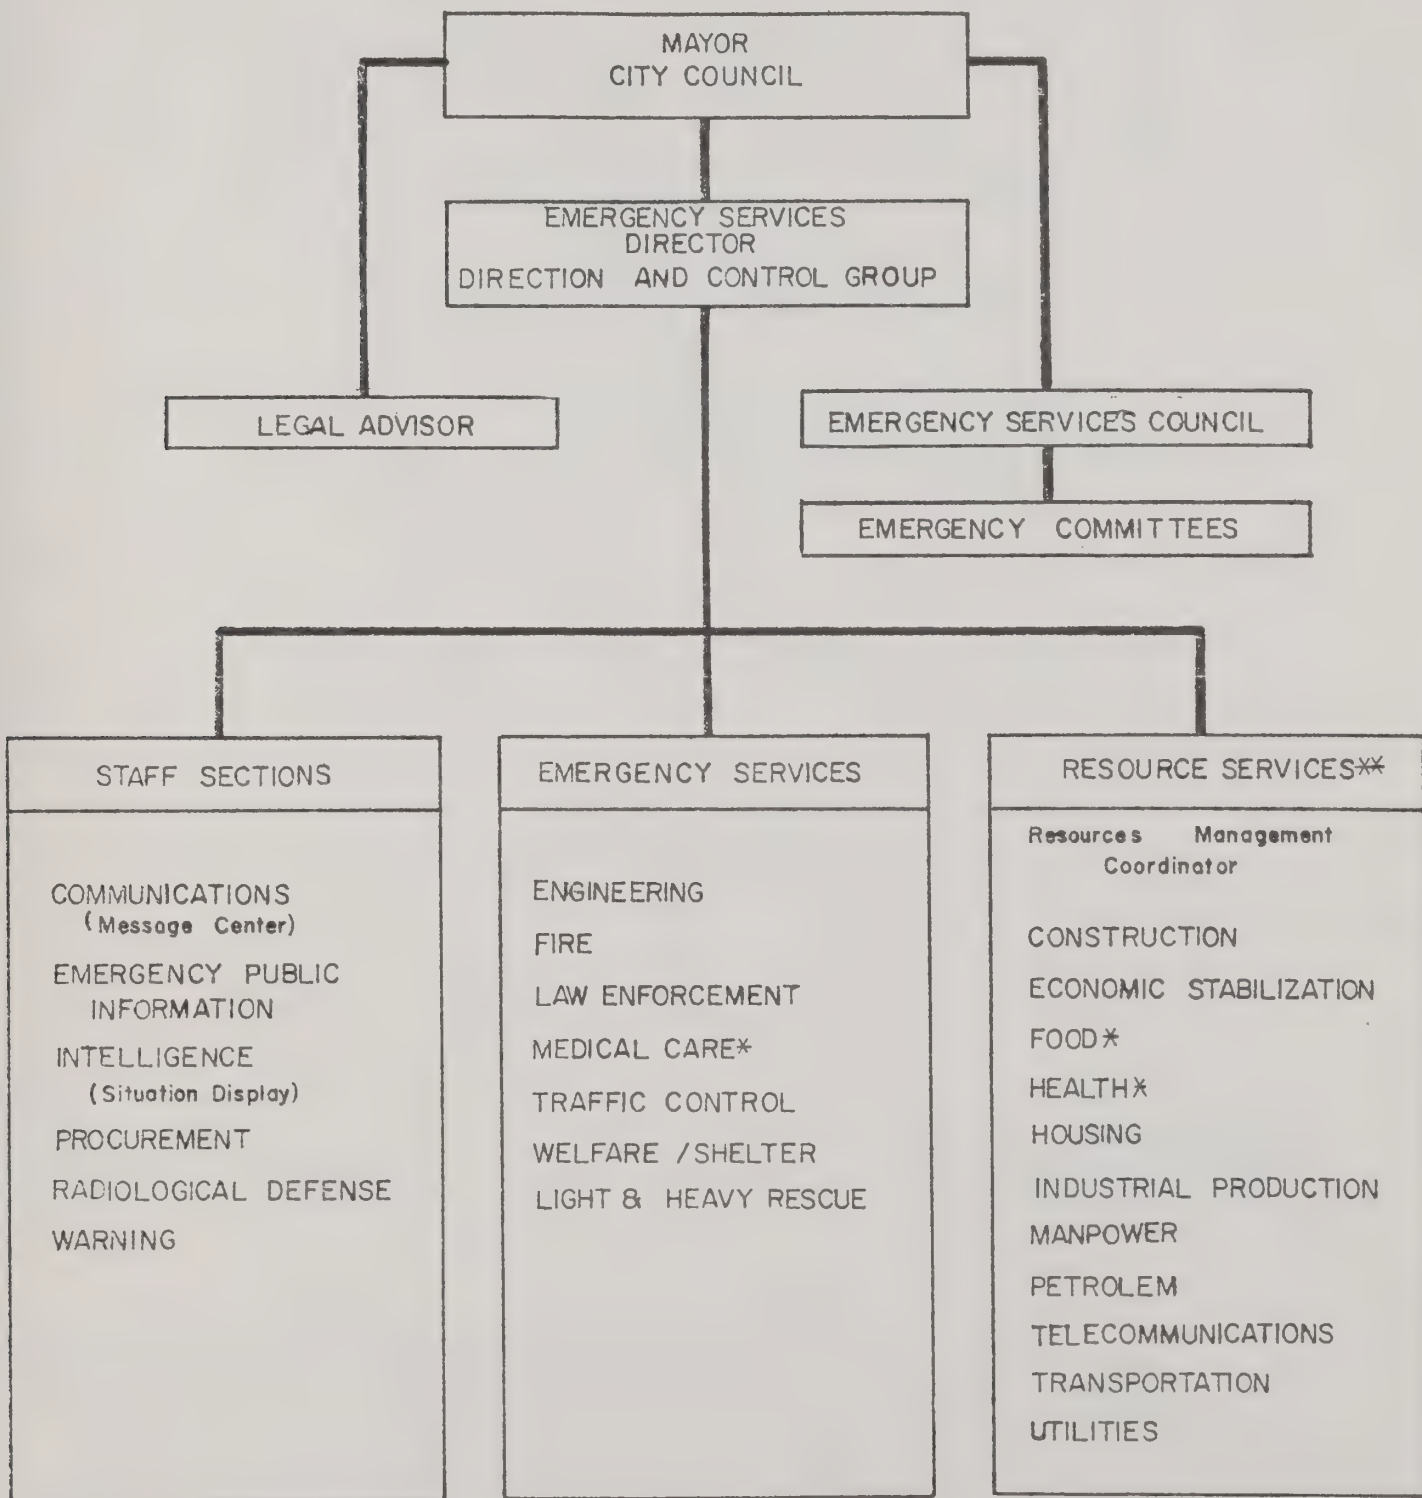 MAYOR
CITY COUNCIL
EMERGENCY SERVICES
DIRECTOR
DIRECTION AND CONTROL GROUP
LEGAL ADVISOR
EMERGENCY SERVICES COUNCIL
EMERGENCY COMMITTEES
STAFF SECTIONS
COMMUNICATIONS
(Message Center)
EMERGENCY PUBLIC
INFORMATION
INTELLIGENCE
(Situation Display)
PROCUREMENT
RADIOLOGICAL DEFENSE
WARNING
EMERGENCY SERVICES
ENGINEERING
FIRE
LAW ENFORCEMENT
MEDICAL CARE*
TRAFFIC CONTROL
WELFARE /SHELTER
LIGHT & HEAVY RESCUE
RESOURCE SERVICES**
Resources Management
Coordinator
CONSTRUCTION
ECONOMIC STABILIZATION
FOOD*
HEALTH*
HOUSING
INDUSTRIAL PRODUCTION
MANPOWER
PETROLEM
TELECOMMUNICATIONS
TRANSPORTATION
UTILITIES